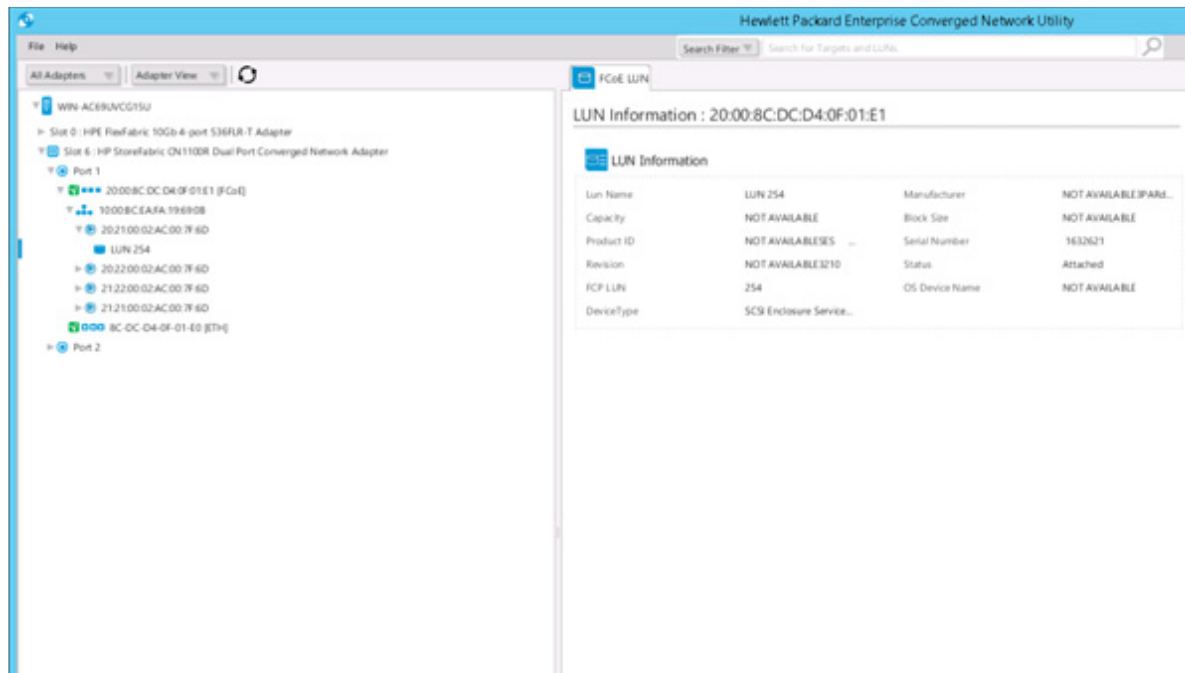 Hewlett Packard Enterprise Converged Network Utility
File Help
Search Filter Search for Targets and LUNs
All Adapters Adapter View
FCoE LUN
WIN-AC69UVCG15U
LUN Information : 20:00:8C:DC:D4:0F:01:E1
Slot 0 : HPE FlexFabric 10Gb 4-port 536FLR-T Adapter
Slot 6 : HP StoreFabric CN1100R Dual Port Converged Network Adapter
LUN Information
Port 1
20:00:8C:DC:D4:0F:01:E1 [FCoE]
Lun Name LUN 254 Manufacturer NOT AVAILABLE3PARd...
10:00:8C:EA:FA:19:69:08
Capacity NOT AVAILABLE Block Size NOT AVAILABLE
20:21:00:02:AC:00:7F:6D
Product ID NOT AVAILABLESES ... Serial Number 1632621
LUN 254
Revision NOT AVAILABLE3210 Status Attached
20:22:00:02:AC:00:7F:6D
FCP LUN 254 OS Device Name NOT AVAILABLE
21:22:00:02:AC:00:7F:6D
21:21:00:02:AC:00:7F:6D
DeviceType SCSI Enclosure Service...
8C-DC-D4-0F-01-E0 [ETH]
Port 2